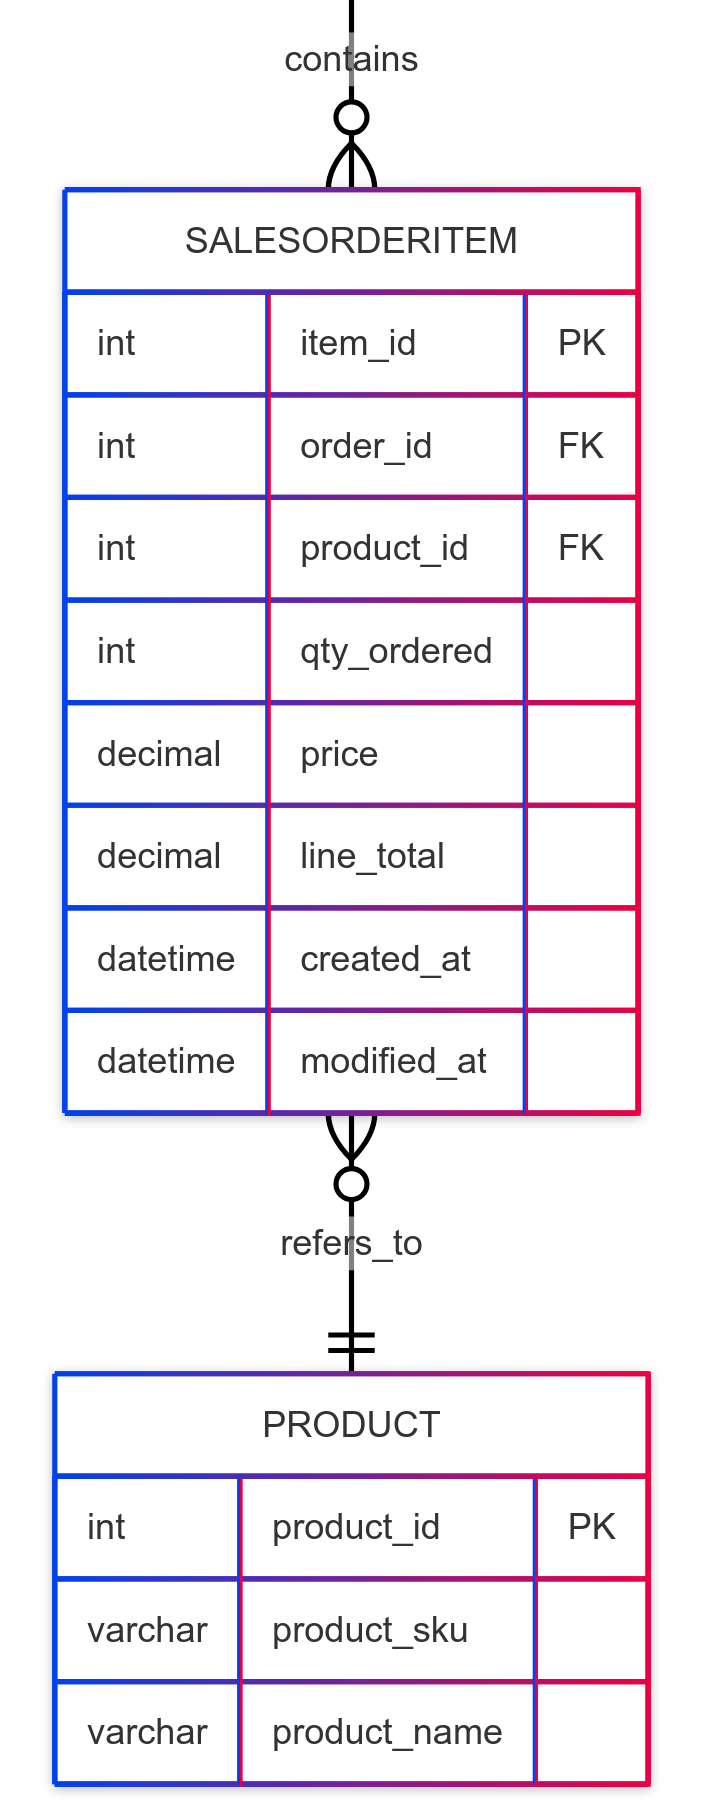 contains
SALESORDERITEM
int item_id PK
int order_id FK
int product_id FK
int qty_ordered
decimal price
decimal line_total
datetime created_at
datetime modified_at
refers_to
PRODUCT
int product_id PK
varchar product_sku
varchar product_name